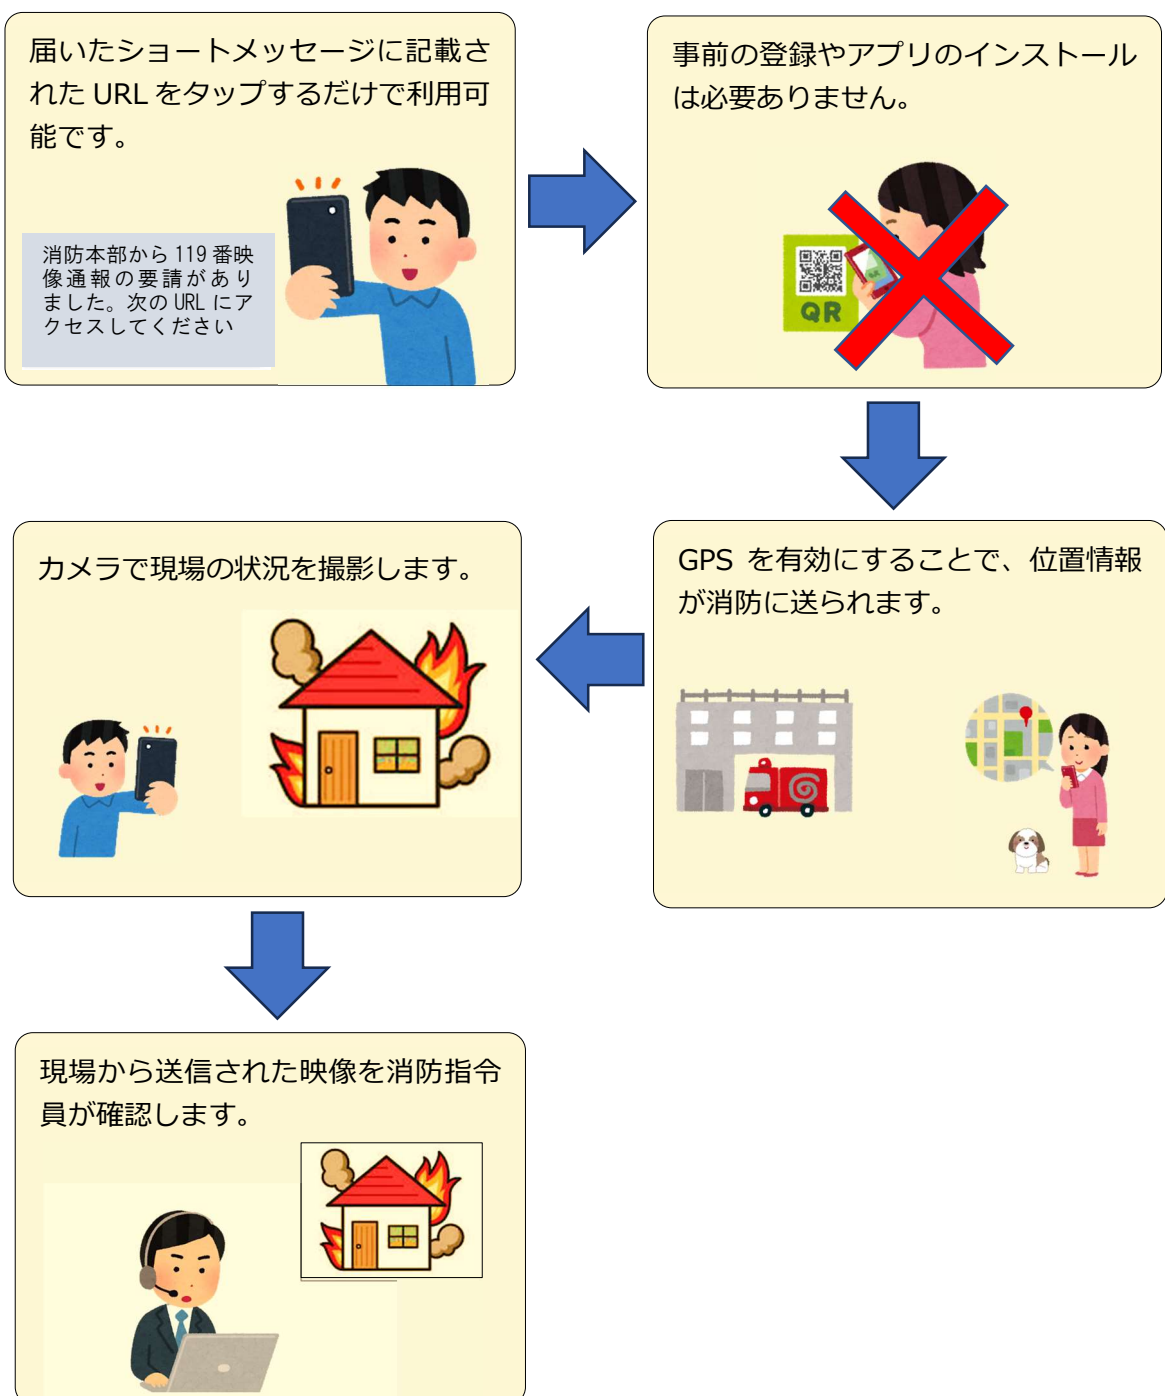 届いたショートメッセージに記載さ
れた URL をタップするだけで利用可
能です。
消防本部から 119 番映
像通報の要請があり
ました。次の URL にア
クセスしてください
事前の登録やアプリのインストール
は必要ありません。
QR
GPS を有効にすることで、位置情報
が消防に送られます。
カメラで現場の状況を撮影します。
現場から送信された映像を消防指令
員が確認します。